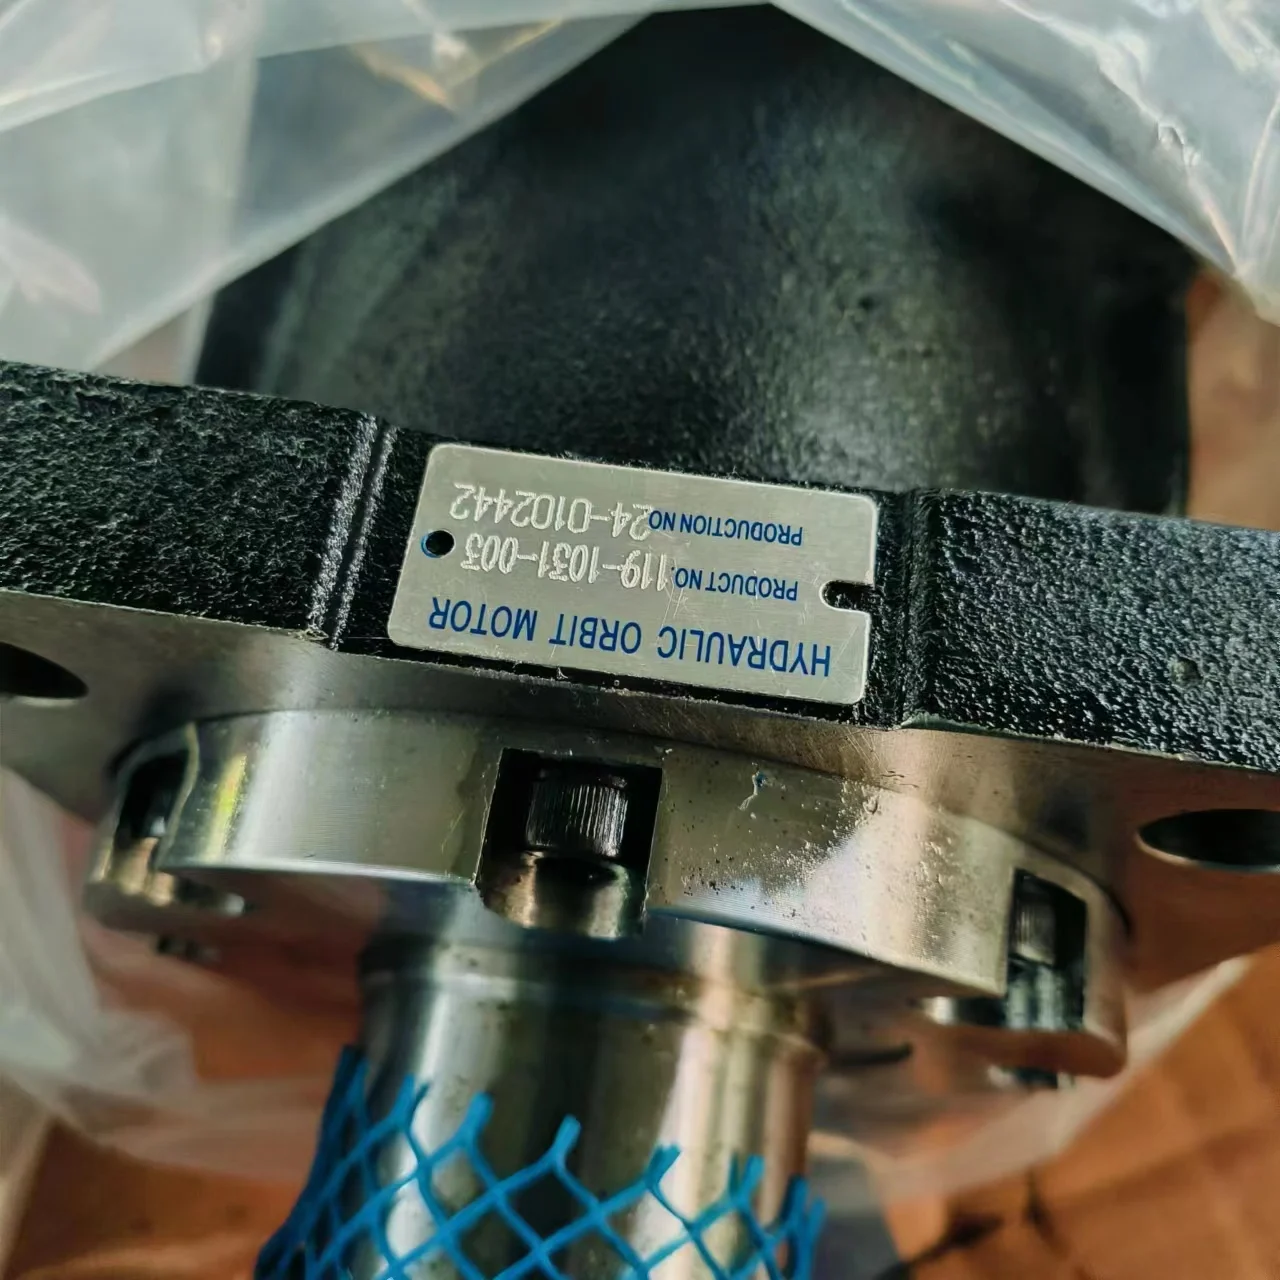 HYDRAULIC ORBIT MOTOR
PRODUCT NO. 119-1031-003
PRODUCTION NO. 24-0102442